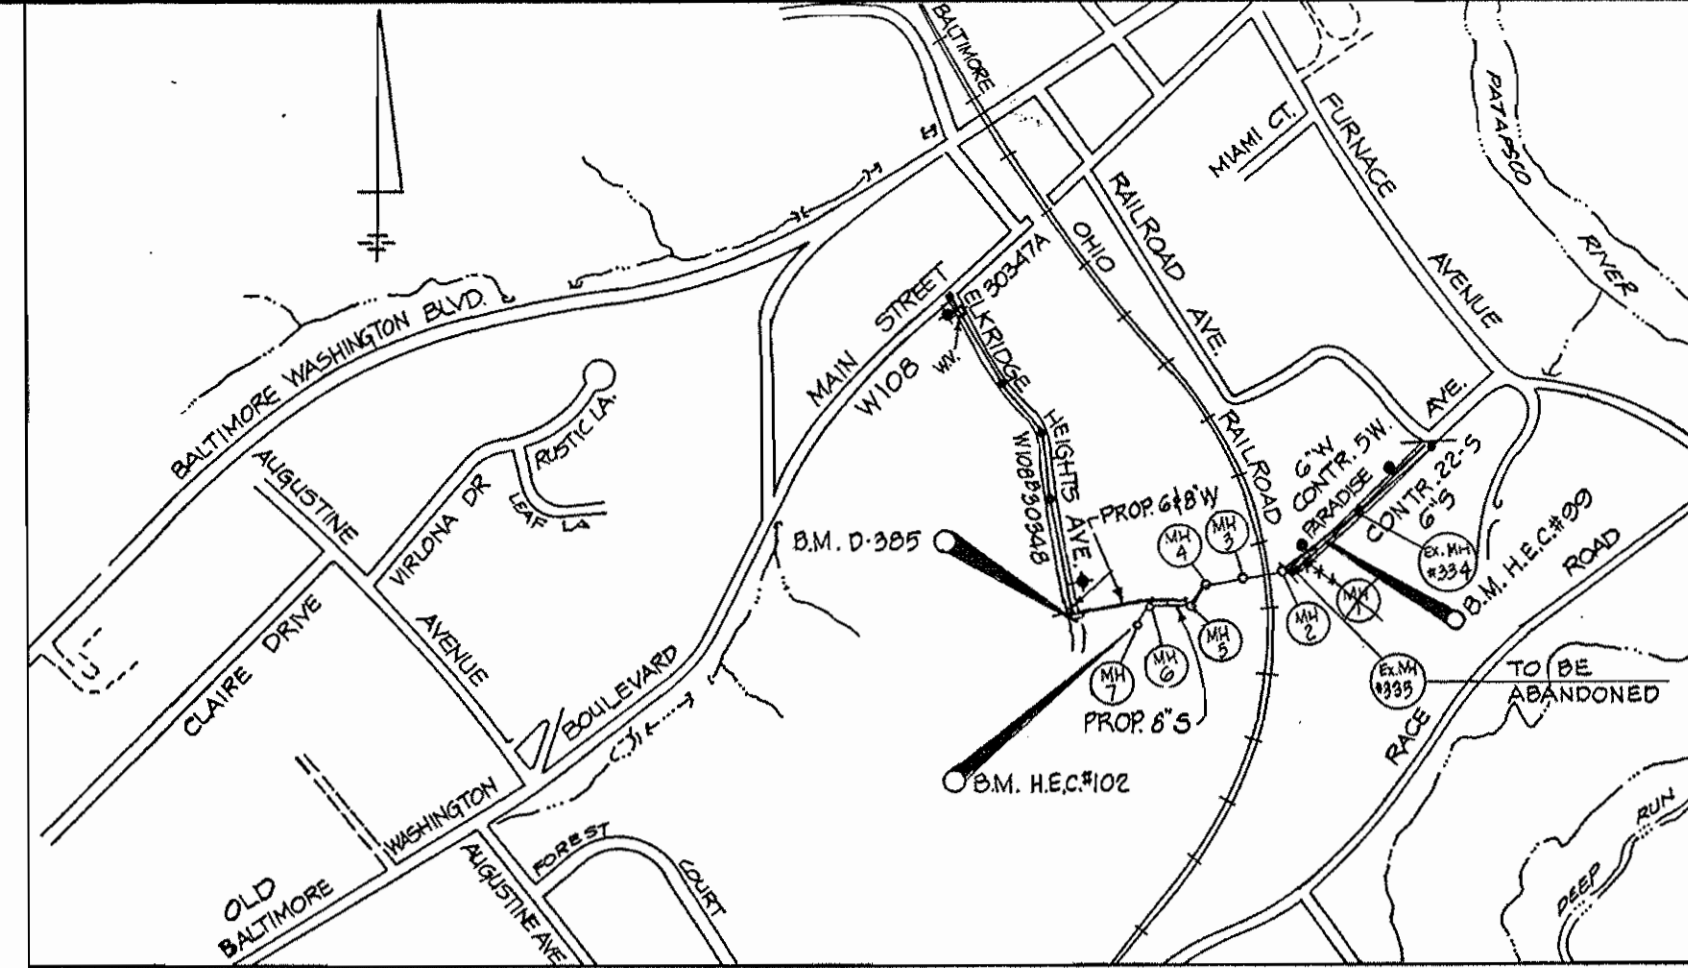 BALTIMORE
OHIO
RAILROAD
PATAPSCO
RIVER
MIAMI CT.
FURNACE
AVENUE
RAILROAD
AVE.
BALTIMORE WASHINGTON BLVD.
MAIN
STREET
W108
30347A
W.V.
ELKRIDGE
HEIGHTS AVE.
W108&30348
RUSTIC LA.
LEAF LA
VIRLONA DR
AUGUSTINE
AVENUE
CLAIRE DRIVE
B.M. D-385
PROP. 6"&8"W
MH 4
MH 3
6"W
CONTR. 5W.
PARADISE
AVE.
CONTR. 22-S
6"S
Ex. MH #334
B.M. H.E.C.#99
MH 1
MH 2
MH 5
MH 6
MH 7
PROP. 8"S
Ex.MH #335
TO BE
ABANDONED
RACE
ROAD
B.M. H.E.C.#102
OLD
BALTIMORE
WASHINGTON
BOULEVARD
AUGUSTINE AVE
FOREST
COURT
DEEP
RUN